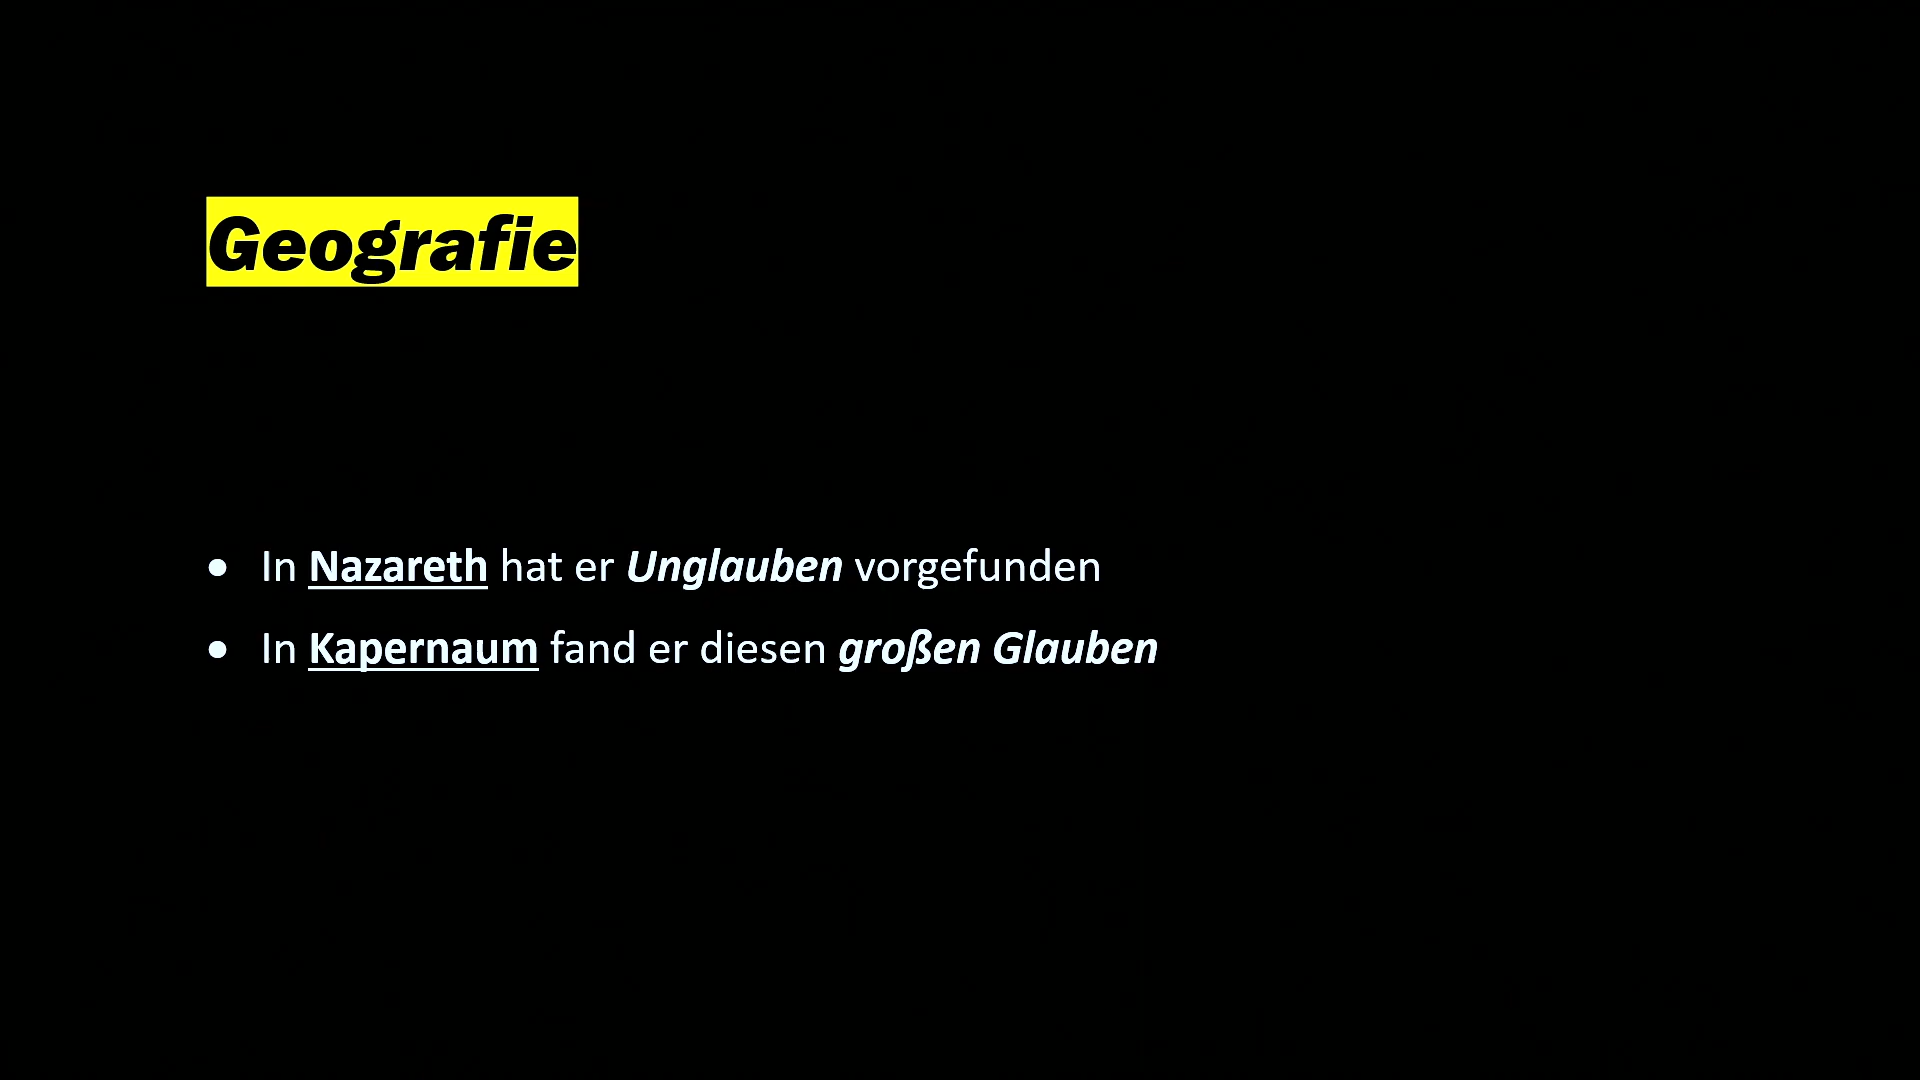 Geografie
• In Nazareth hat er Unglauben vorgefunden
• In Kapernaum fand er diesen großen Glauben